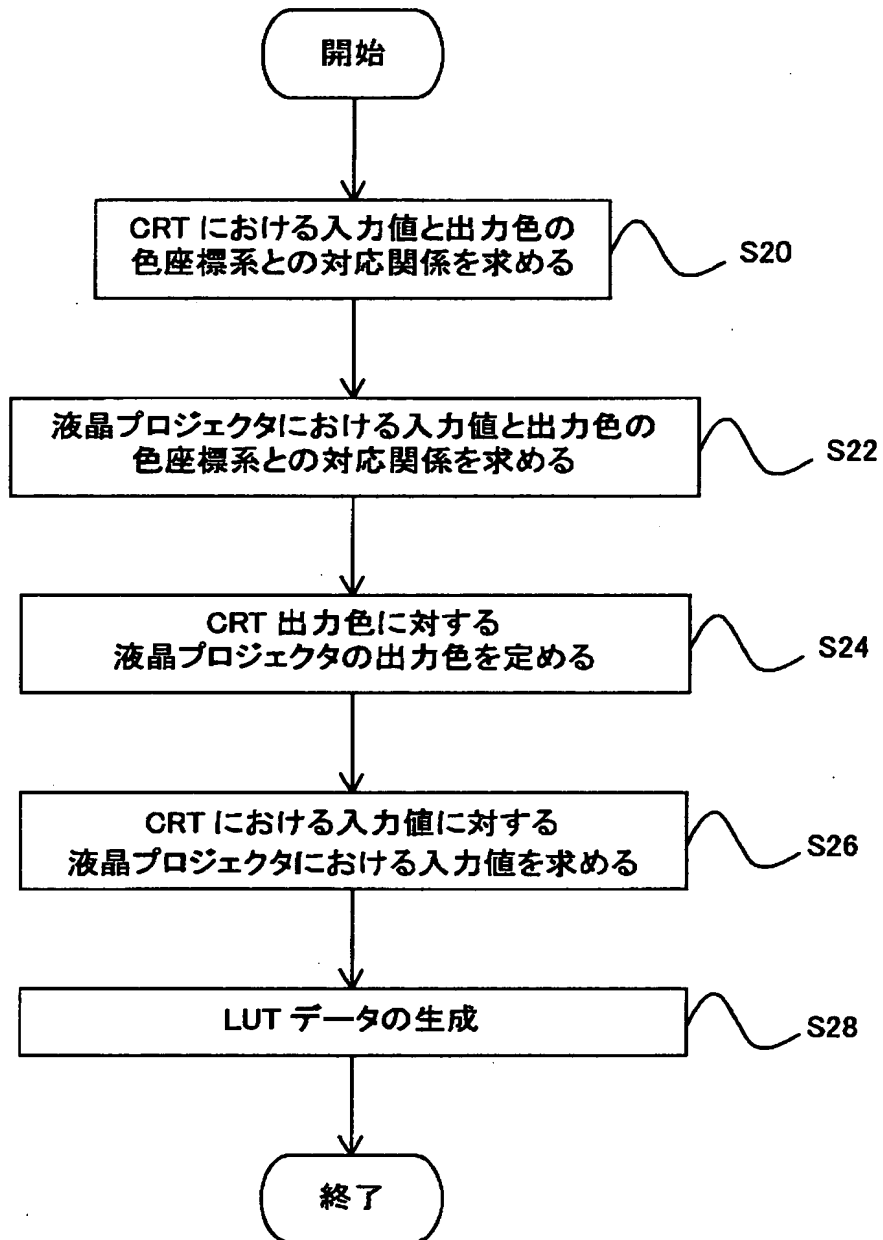 開始
CRT における入力値と出力色の
色座標系との対応関係を求める
S20
液晶プロジェクタにおける入力値と出力色の
色座標系との対応関係を求める
S22
CRT 出力色に対する
液晶プロジェクタの出力色を定める
S24
CRT における入力値に対する
液晶プロジェクタにおける入力値を求める
S26
LUT データの生成
S28
終了